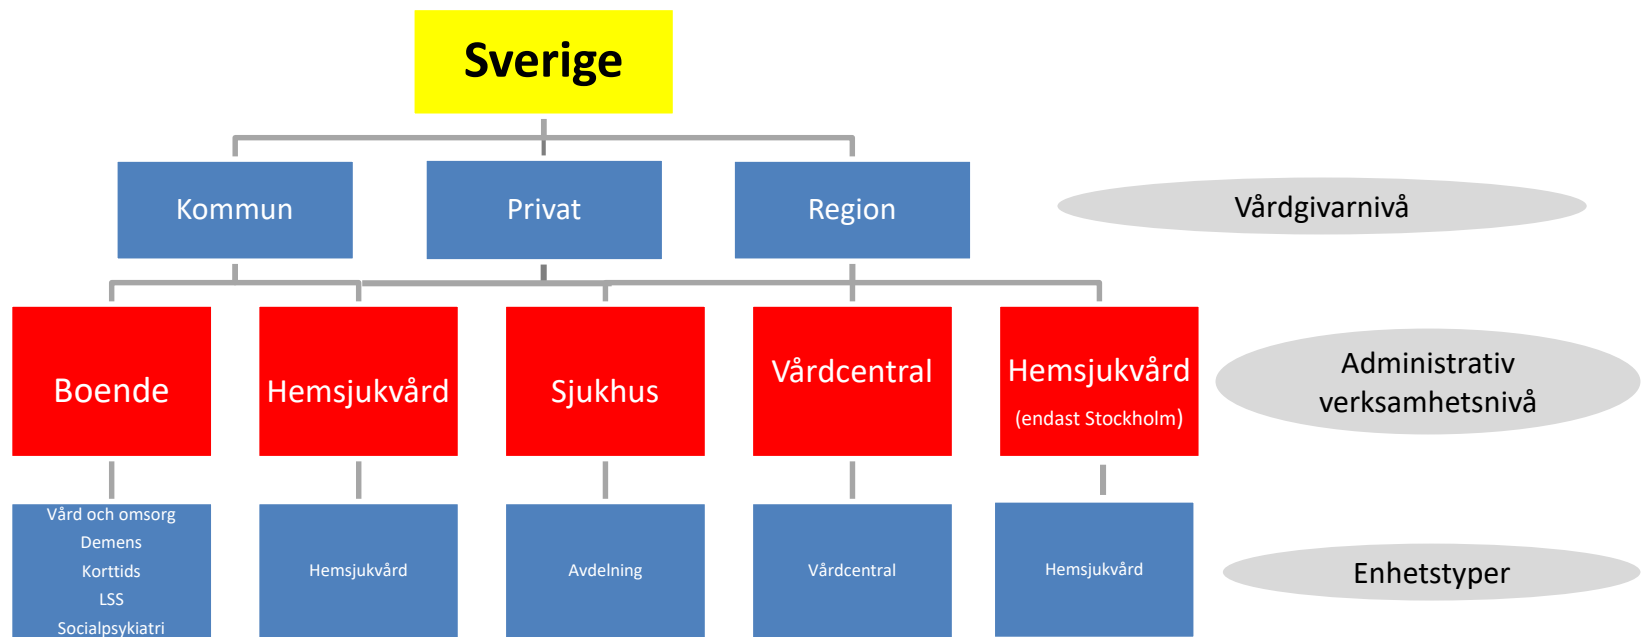 Sverige
Kommun
Privat
Region
Vårdgivarnivå
Boende
Hemsjukvård
Sjukhus
Vårdcentral
Hemsjukvård
(endast Stockholm)
Administrativ
verksamhetsnivå
Vård och omsorg
Demens
Korttids
LSS
Socialpsykiatri
Hemsjukvård
Avdelning
Vårdcentral
Hemsjukvård
Enhetstyper